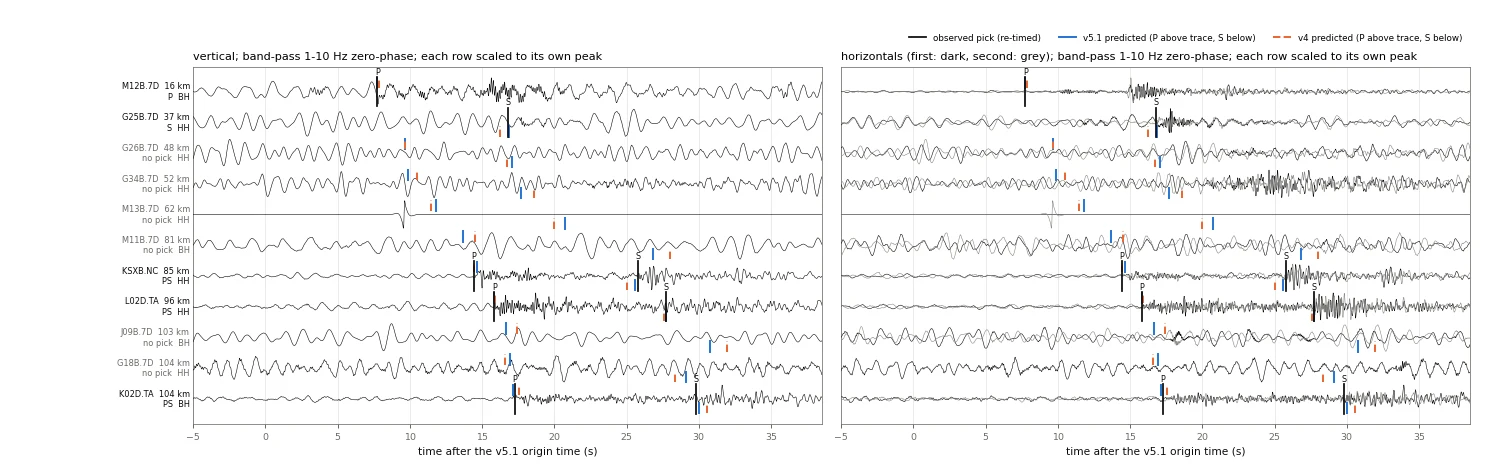 observed pick (re-timed) v5.1 predicted (P above trace, S below) v4 predicted (P above trace, S below)
vertical; band-pass 1-10 Hz zero-phase; each row scaled to its own peak
M12B.7D 16 km
P BH
G25B.7D 37 km
S HH
G26B.7D 48 km
no pick HH
G34B.7D 52 km
no pick HH
M13B.7D 62 km
no pick HH
M11B.7D 81 km
no pick BH
KSXB.NC 85 km
PS HH
L02D.TA 96 km
PS HH
J09B.7D 103 km
no pick BH
G18B.7D 104 km
no pick HH
K02D.TA 104 km
PS BH
P
S
P
S
P
S
P
S
−5 0 5 10 15 20 25 30 35
time after the v5.1 origin time (s)
horizontals (first: dark, second: grey); band-pass 1-10 Hz zero-phase; each row scaled to its own peak
P
S
P
S
P
S
P
S
−5 0 5 10 15 20 25 30 35
time after the v5.1 origin time (s)